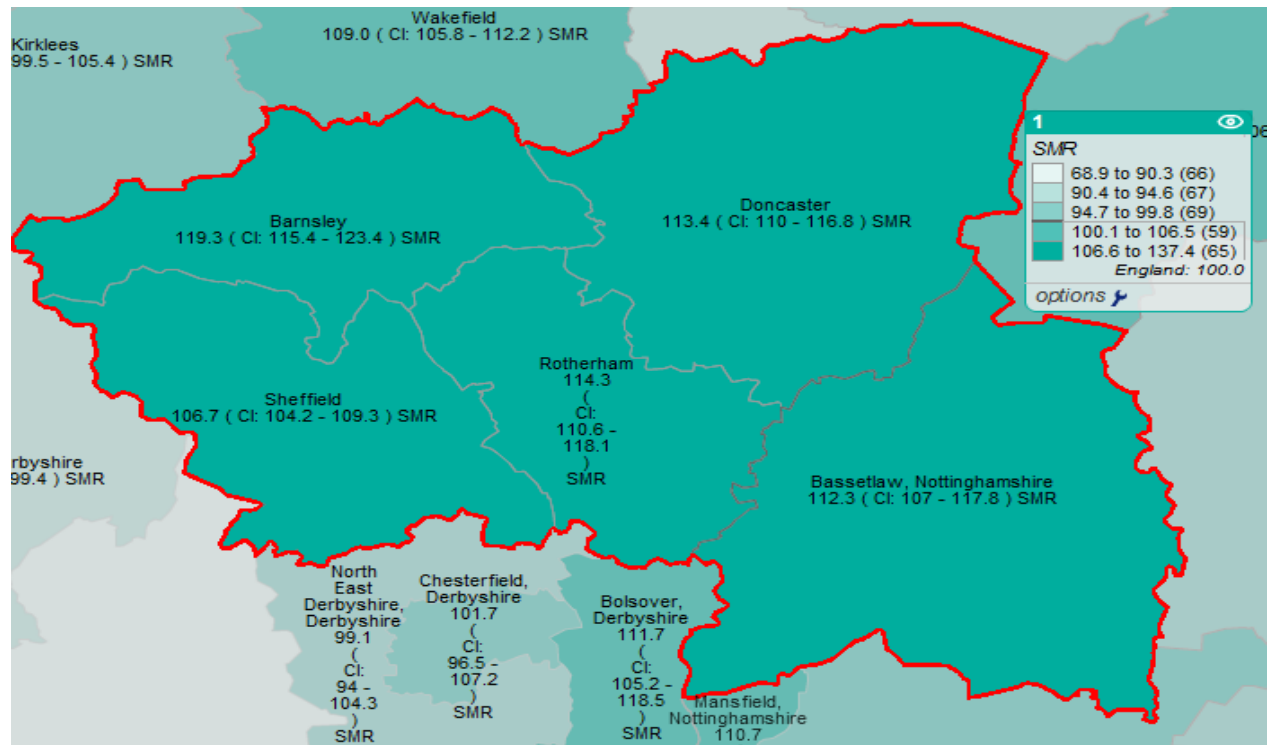 Wakefield
109.0 ( CI: 105.8 - 112.2 ) SMR
Kirklees
99.5 - 105.4 ) SMR
1
SMR
68.9 to 90.3 (66)
90.4 to 94.6 (67)
94.7 to 99.8 (69)
100.1 to 106.5 (59)
106.6 to 137.4 (65)
England: 100.0
options
Doncaster
113.4 ( CI: 110 - 116.8 ) SMR
Barnsley
119.3 ( CI: 115.4 - 123.4 ) SMR
Rotherham
114.3
(
CI:
110.6 -
118.1
)
SMR
Sheffield
106.7 ( CI: 104.2 - 109.3 ) SMR
rbyshire
99.4 ) SMR
Bassetlaw, Nottinghamshire
112.3 ( CI: 107 - 117.8 ) SMR
North
East
Derbyshire,
Derbyshire
99.1
(
CI:
94 -
104.3
)
SMR
Chesterfield,
Derbyshire
101.7
(
CI:
96.5 -
107.2
)
SMR
Bolsover,
Derbyshire
111.7
(
CI:
105.2 -
118.5
)
SMR
Mansfield,
Nottinghamshire
110.7